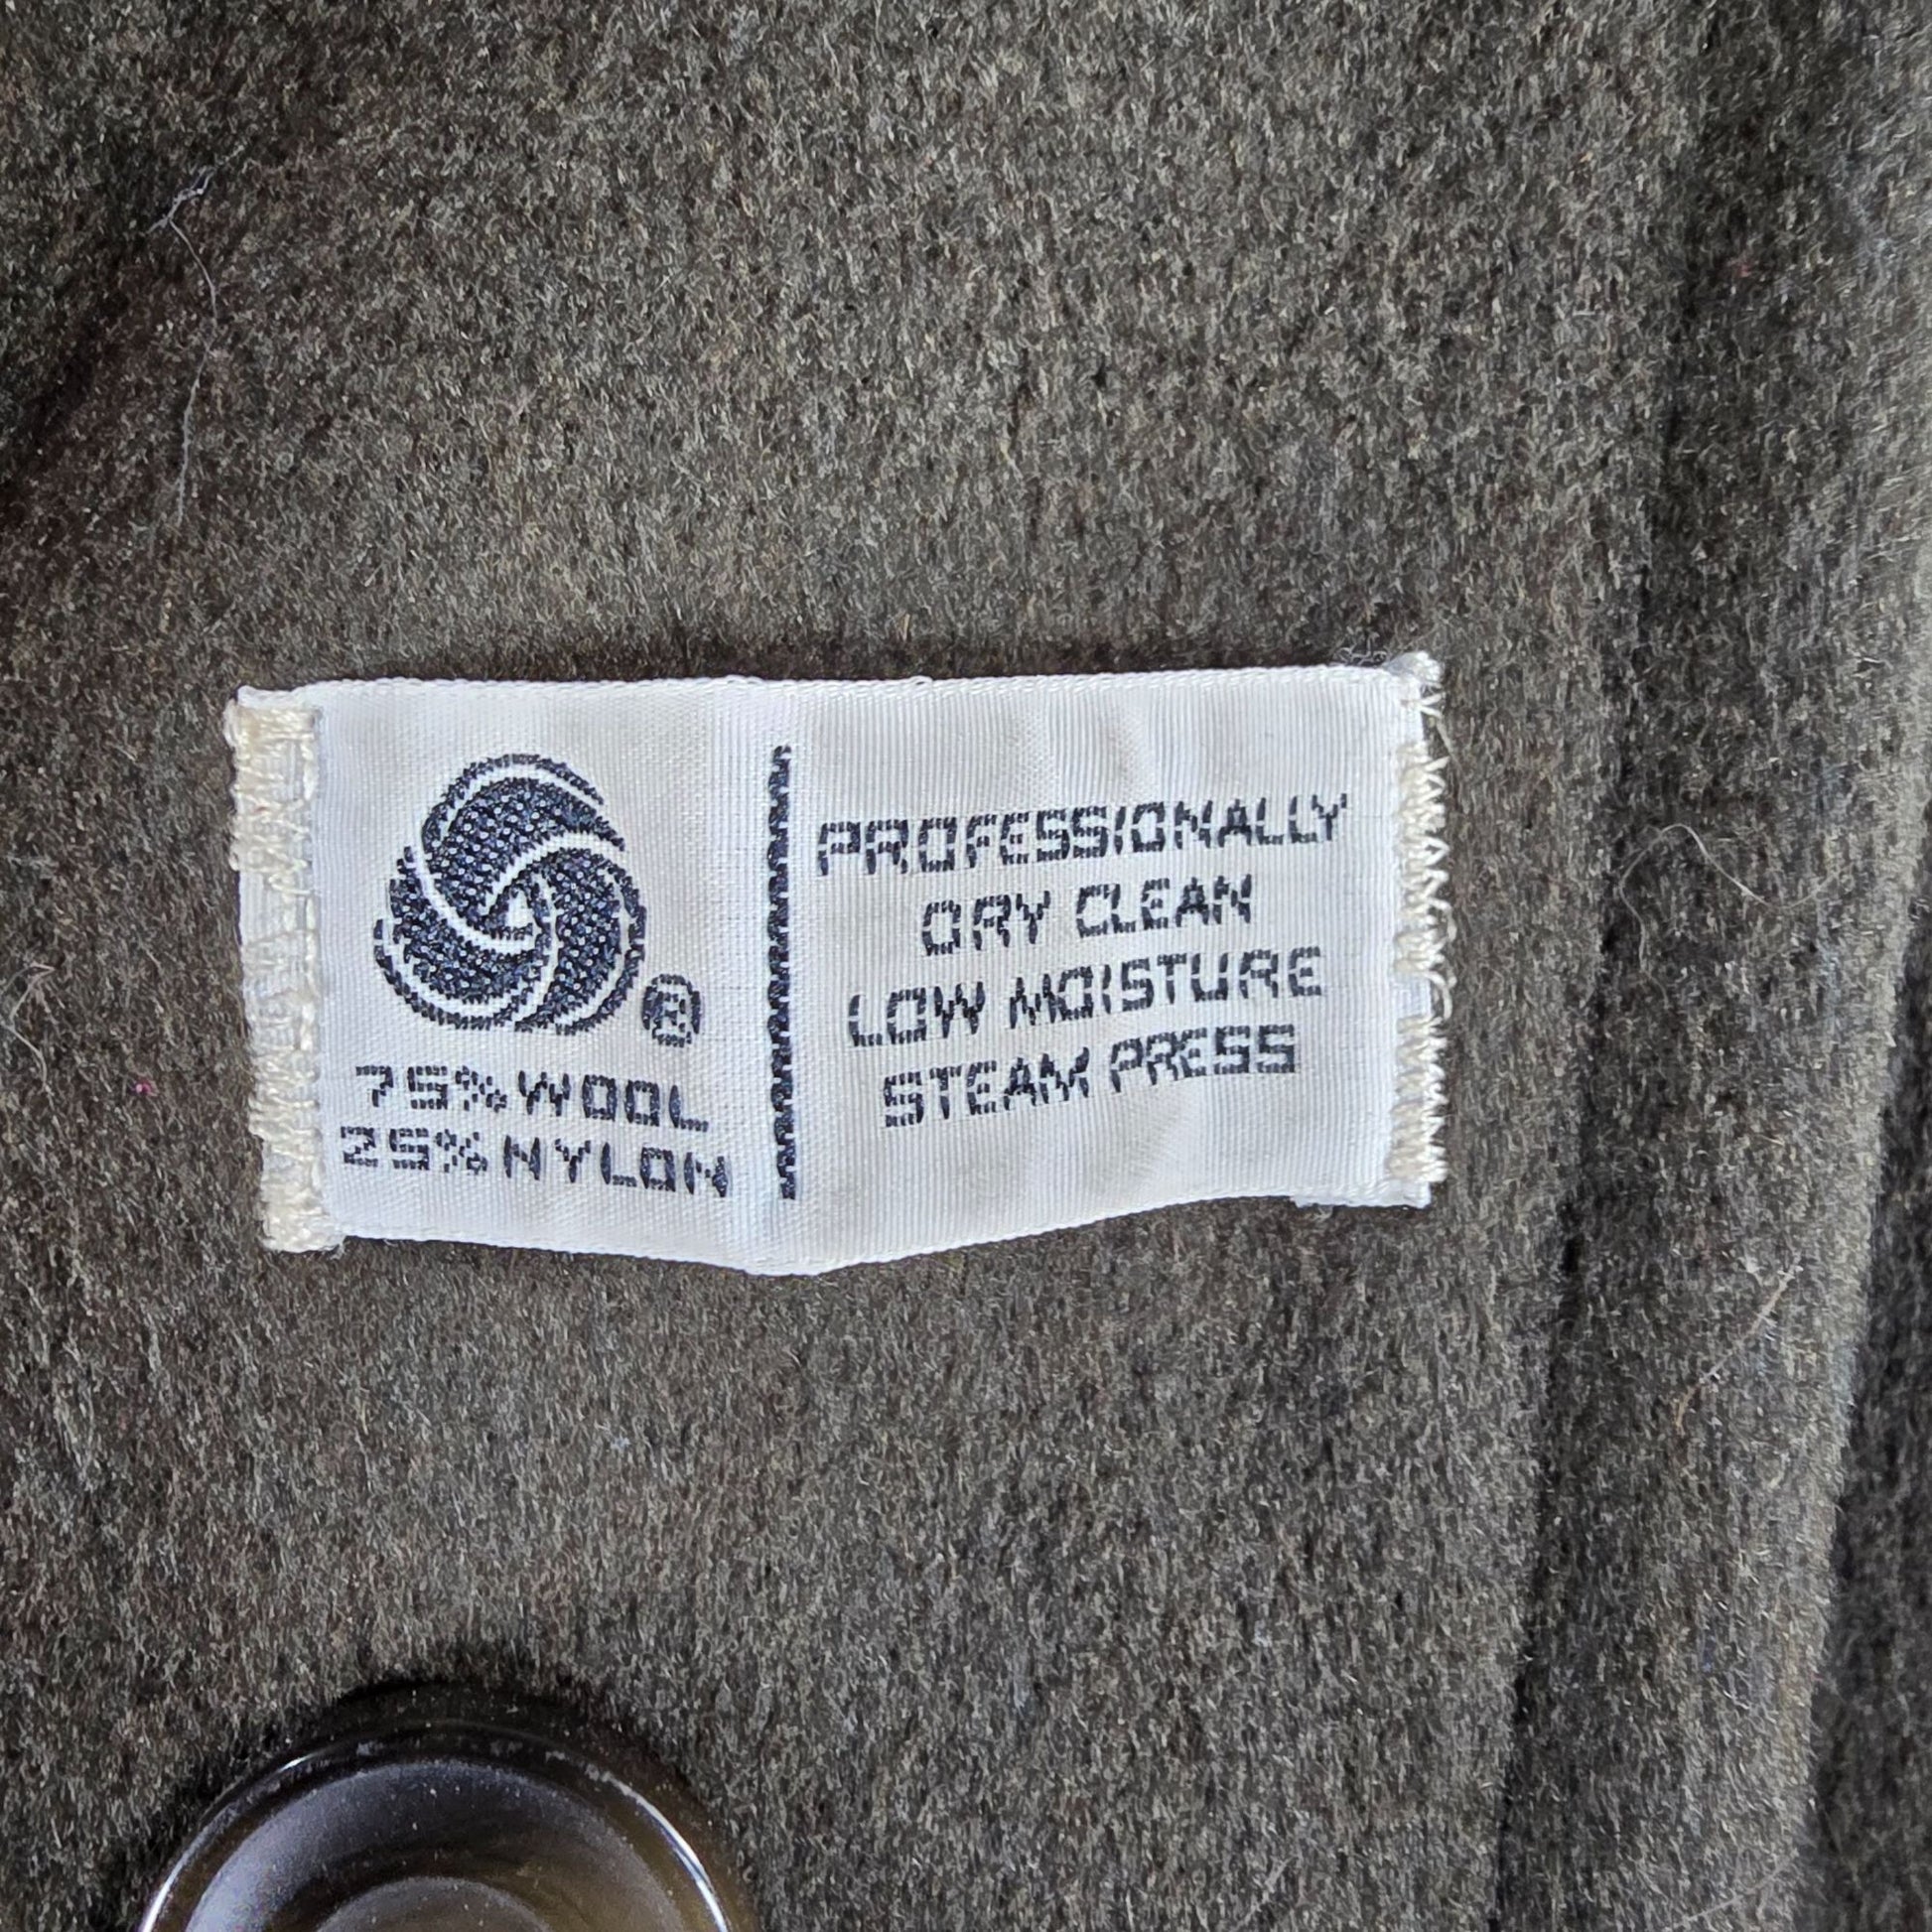 ®
75% WOOL
25% NYLON
PROFESSIONALLY
DRY CLEAN
LOW MOISTURE
STEAM PRESS